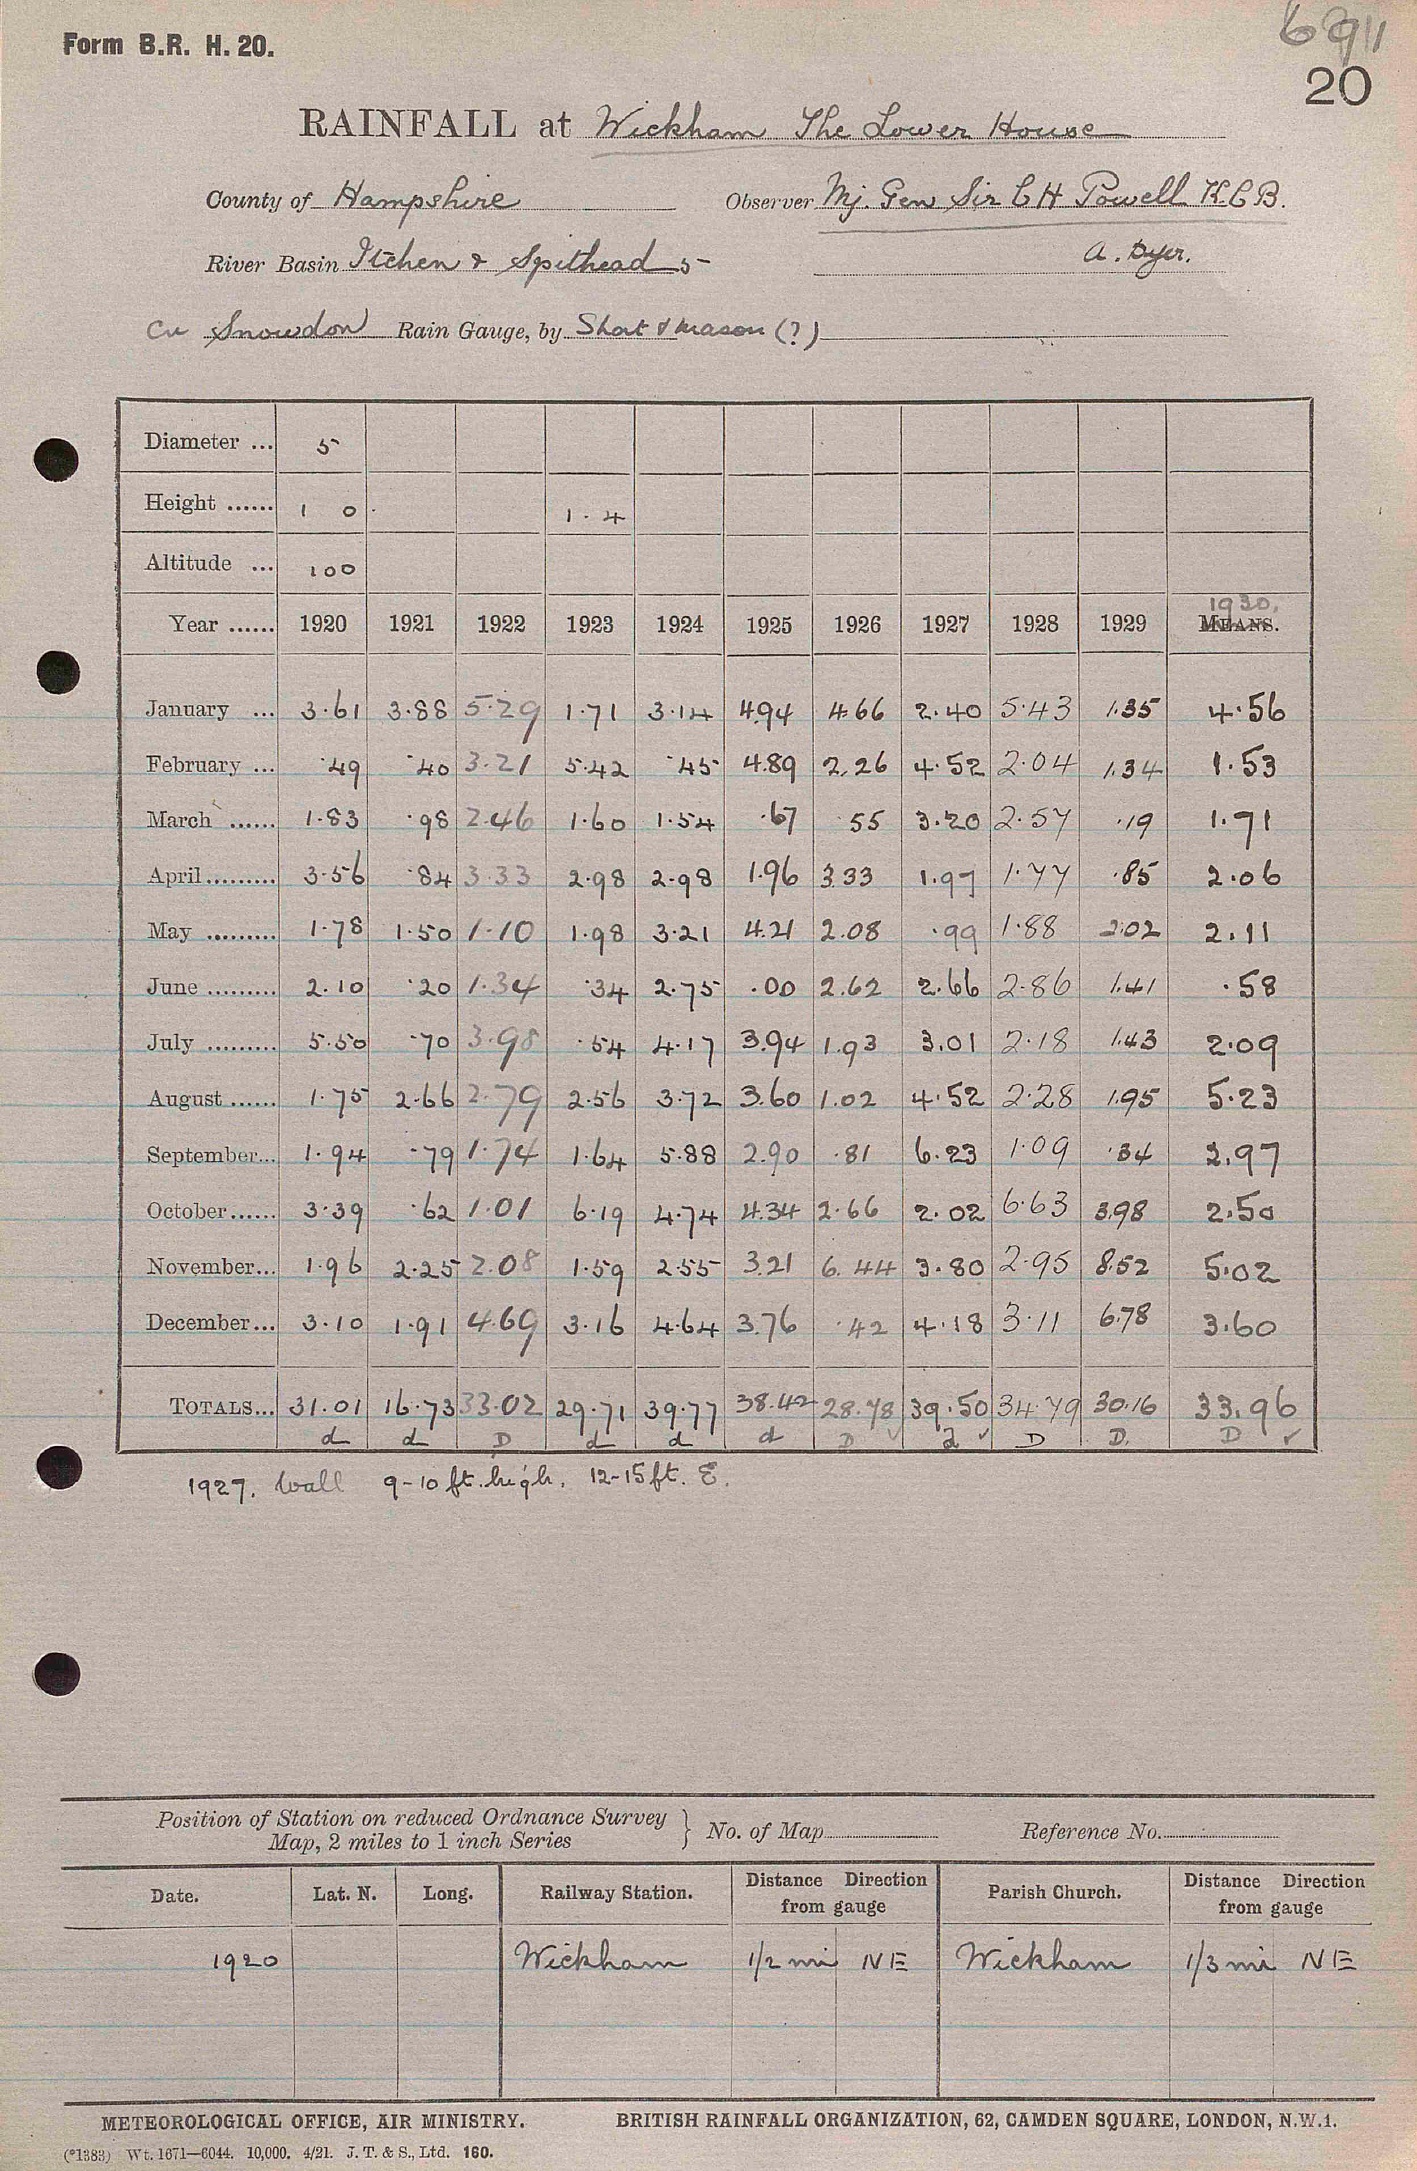 Form B.R. H. 20.
6911
20
RAINFALL at Wickham The Lower House
County of Hampshire Observer Mj. Gen Sir C H Powell K.C.B.
River Basin Itchen & Spithead 5 A. Dyer.
Cu Snowdon Rain Gauge, by Short & Mason (?)
Diameter ... 5
Height ...... 1 0 1.4
Altitude ... 100
1930.
Year ...... 1920 1921 1922 1923 1924 1925 1926 1927 1928 1929 MEANS.
January ... 3.61 3.88 5.29 1.71 3.14 4.94 4.66 2.40 5.43 1.35 4.56
February ... .49 .40 3.21 5.42 .45 4.89 2.26 4.52 2.04 1.34 1.53
March ...... 1.83 .98 2.46 1.60 1.54 .67 55 3.20 2.57 .19 1.71
April......... 3.56 .84 3.33 2.98 2.98 1.96 3.33 1.97 1.77 .85 2.06
May ......... 1.78 1.50 1.10 1.98 3.21 4.21 2.08 .99 1.88 2.02 2.11
June ......... 2.10 .20 1.34 .34 2.75 .00 2.62 2.66 2.86 1.41 .58
July ......... 5.50 .70 3.98 .54 4.17 3.94 1.93 3.01 2.18 1.43 2.09
August ...... 1.75 2.66 2.79 2.56 3.72 3.60 1.02 4.52 2.28 1.95 5.23
September... 1.94 .79 1.74 1.64 5.88 2.90 .81 6.23 1.09 .34 2.97
October...... 3.39 .62 1.01 6.19 4.74 4.34 2.66 2.02 6.63 3.98 2.50
November... 1.96 2.25 2.08 1.59 2.55 3.21 6.44 3.80 2.95 8.52 5.02
December... 3.10 1.91 4.69 3.16 4.64 3.76 .42 4.18 3.11 6.78 3.60
TOTALS... 31.01 16.73 33.02 29.71 39.77 38.42 28.78 39.50 34.79 30.16 33.96
d d D d d d D d D D. D
1927. Wall 9-10 ft. high. 12-15 ft. E.
Position of Station on reduced Ordnance Survey
Map, 2 miles to 1 inch Series } No. of Map Reference No.
Date. Lat. N. Long. Railway Station. Distance Direction from gauge Parish Church. Distance Direction from gauge
1920 Wickham 1/2 mi NE Wickham 1/3 mi NE
METEOROLOGICAL OFFICE, AIR MINISTRY. BRITISH RAINFALL ORGANIZATION, 62, CAMDEN SQUARE, LONDON, N.W.1.
(*1383) Wt. 1671—6044. 10,000. 4/21. J. T. & S., Ltd. 160.